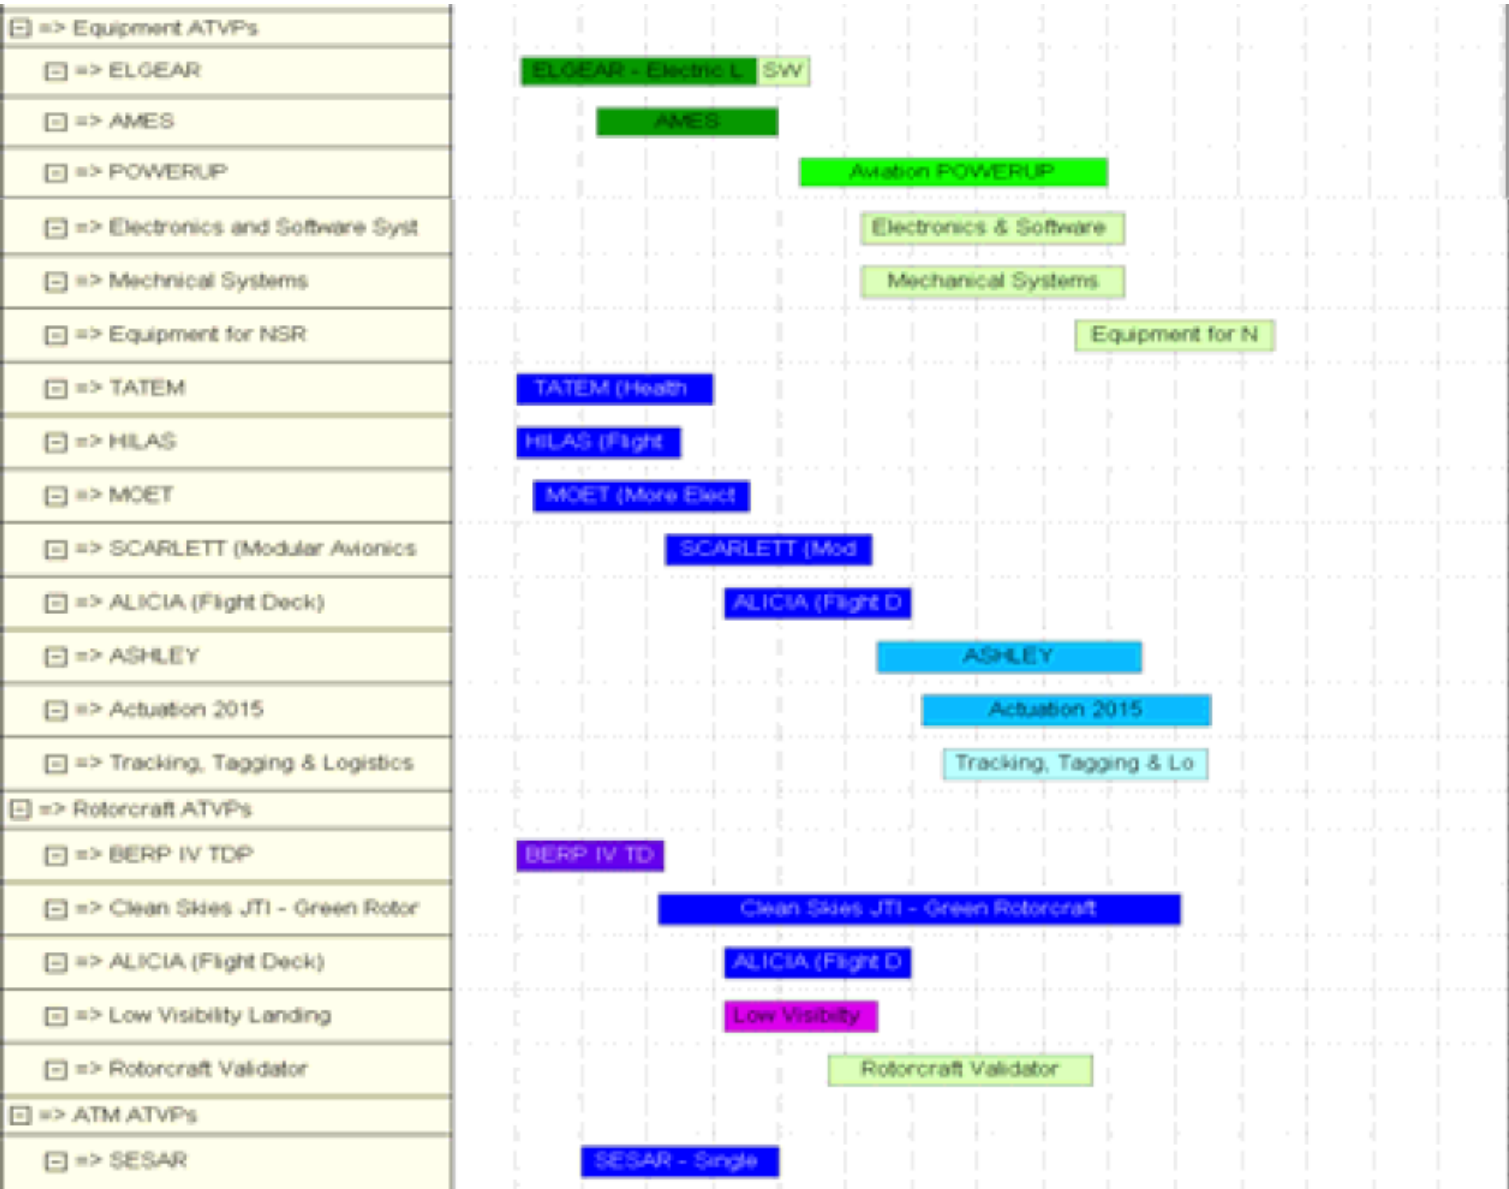 => Equipment ATVPs
=> ELGEAR ELGEAR - Electric L SW
=> AMES AMES
=> POWERUP Aviation POWERUP
=> Electronics and Software Syst Electronics & Software
=> Mechnical Systems Mechanical Systems
=> Equipment for NSR Equipment for N
=> TATEM TATEM (Health
=> HILAS HILAS (Flight
=> MOET MOET (More Elect
=> SCARLETT (Modular Avionics SCARLETT (Mod
=> ALICIA (Flight Deck) ALICIA (Flight D
=> ASHLEY ASHLEY
=> Actuation 2015 Actuation 2015
=> Tracking, Tagging & Logistics Tracking, Tagging & Lo
=> Rotorcraft ATVPs
=> BERP IV TDP BERP IV TD
=> Clean Skies JTI - Green Rotor Clean Skies JTI - Green Rotorcraft
=> ALICIA (Flight Deck) ALICIA (Flight D
=> Low Visibility Landing Low Visibilty
=> Rotorcraft Validator Rotorcraft Validator
=> ATM ATVPs
=> SESAR SESAR - Single